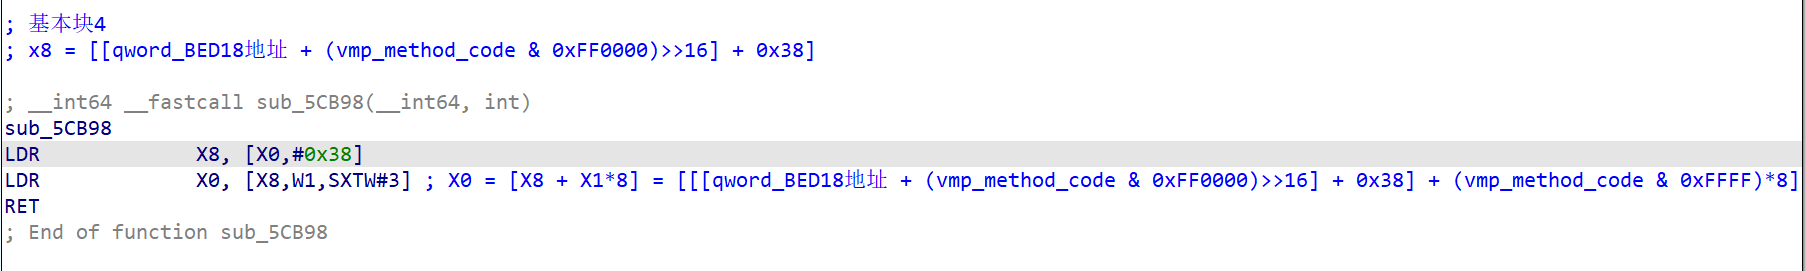 ; 基本块4
; x8 = [[qword_BED18地址 + (vmp_method_code & 0xFF0000)>>16] + 0x38]
; __int64 __fastcall sub_5CB98(__int64, int)
sub_5CB98
LDR X8, [X0,#0x38]
LDR X0, [X8,W1,SXTW#3] ; X0 = [X8 + X1*8] = [[[qword_BED18地址 + (vmp_method_code & 0xFF0000)>>16] + 0x38] + (vmp_method_code & 0xFFFF)*8]
RET
; End of function sub_5CB98